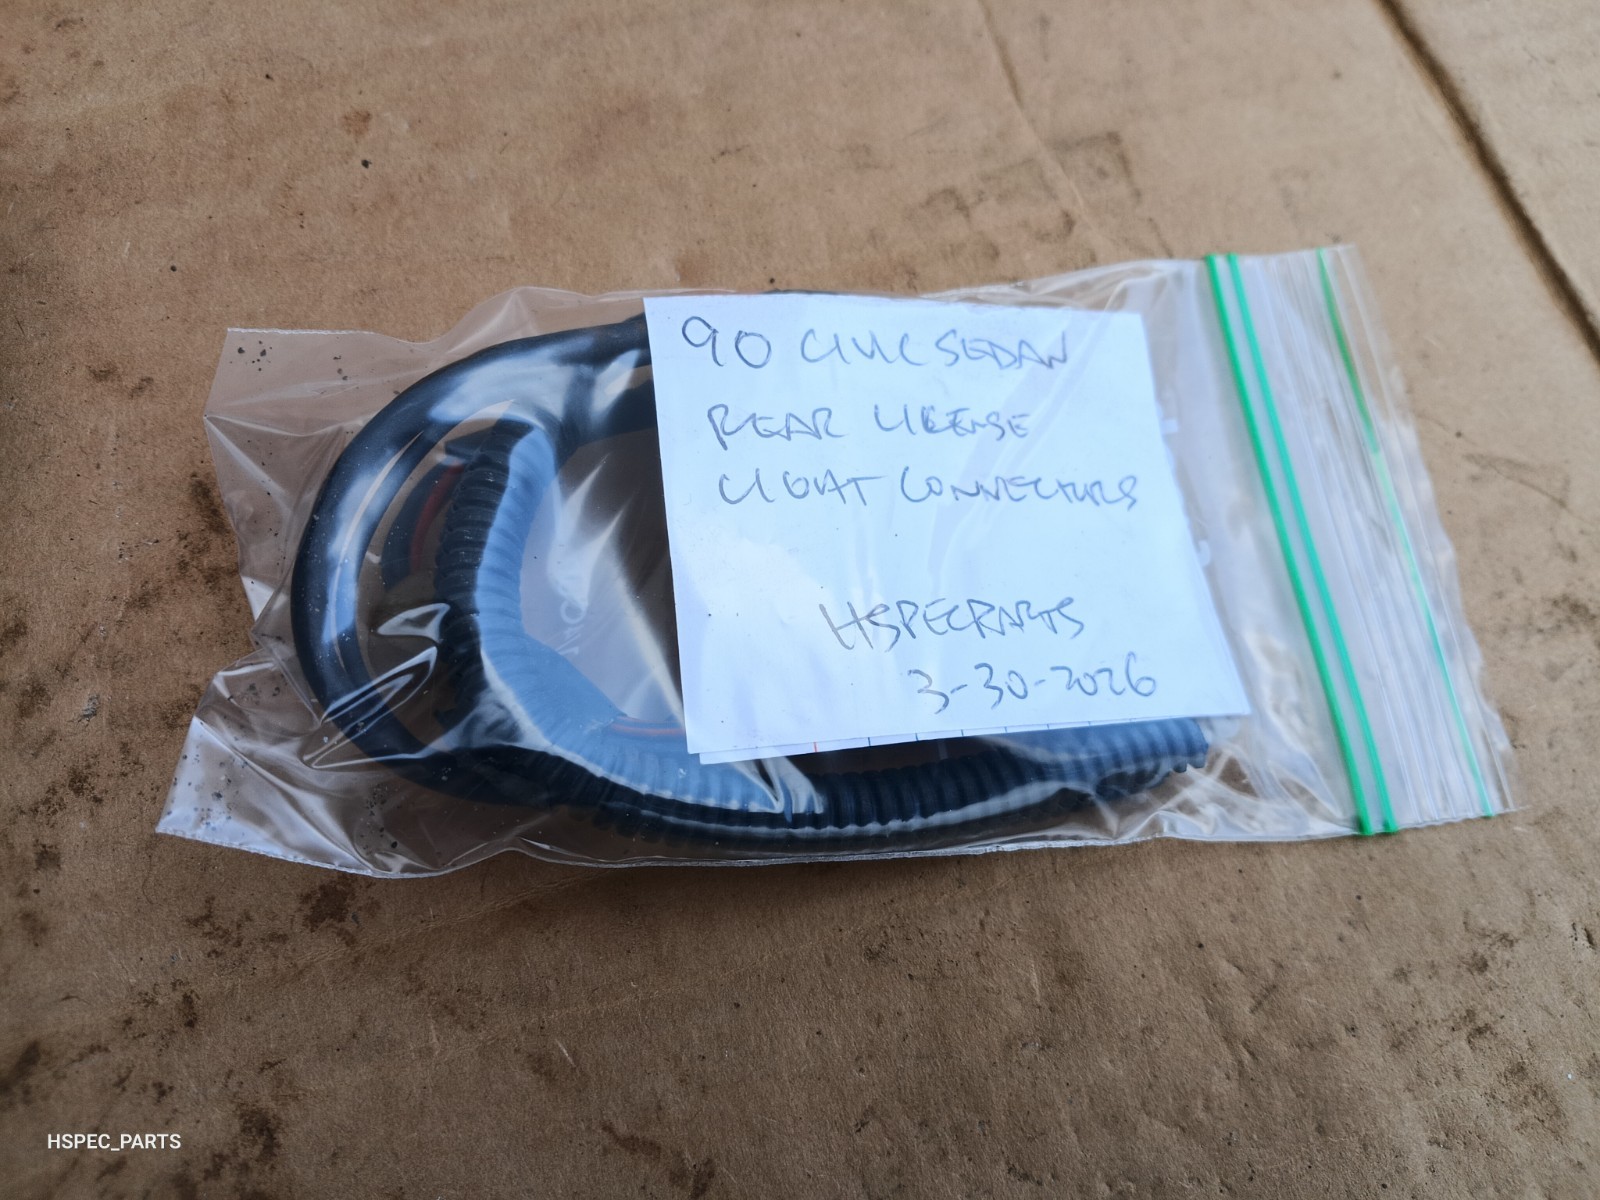 90 CIVIC SEDAN
REAR LICENSE
LIGHT CONNECTORS
HSPECPARTS
3-30-2026
HSPEC_PARTS